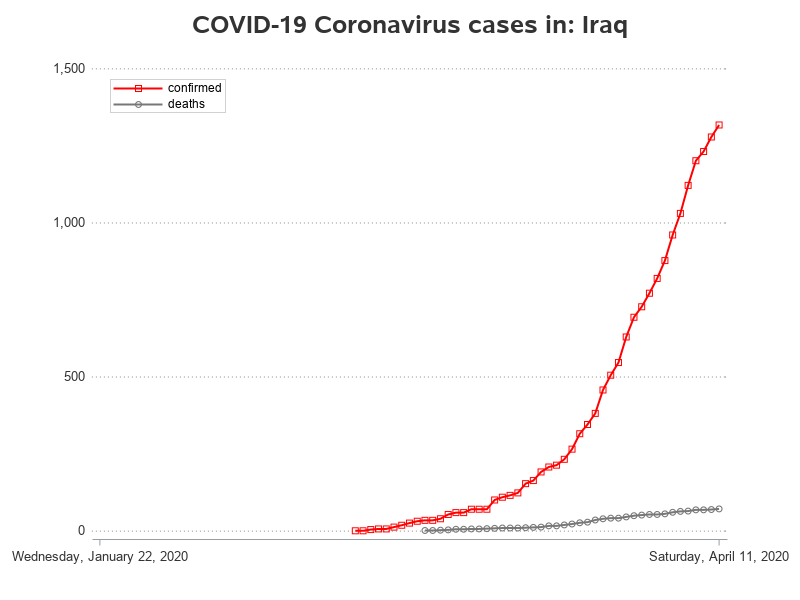 COVID-19 Coronavirus cases in: Iraq
1,500
confirmed
deaths
1,000
500
0
Wednesday, January 22, 2020 Saturday, April 11, 2020